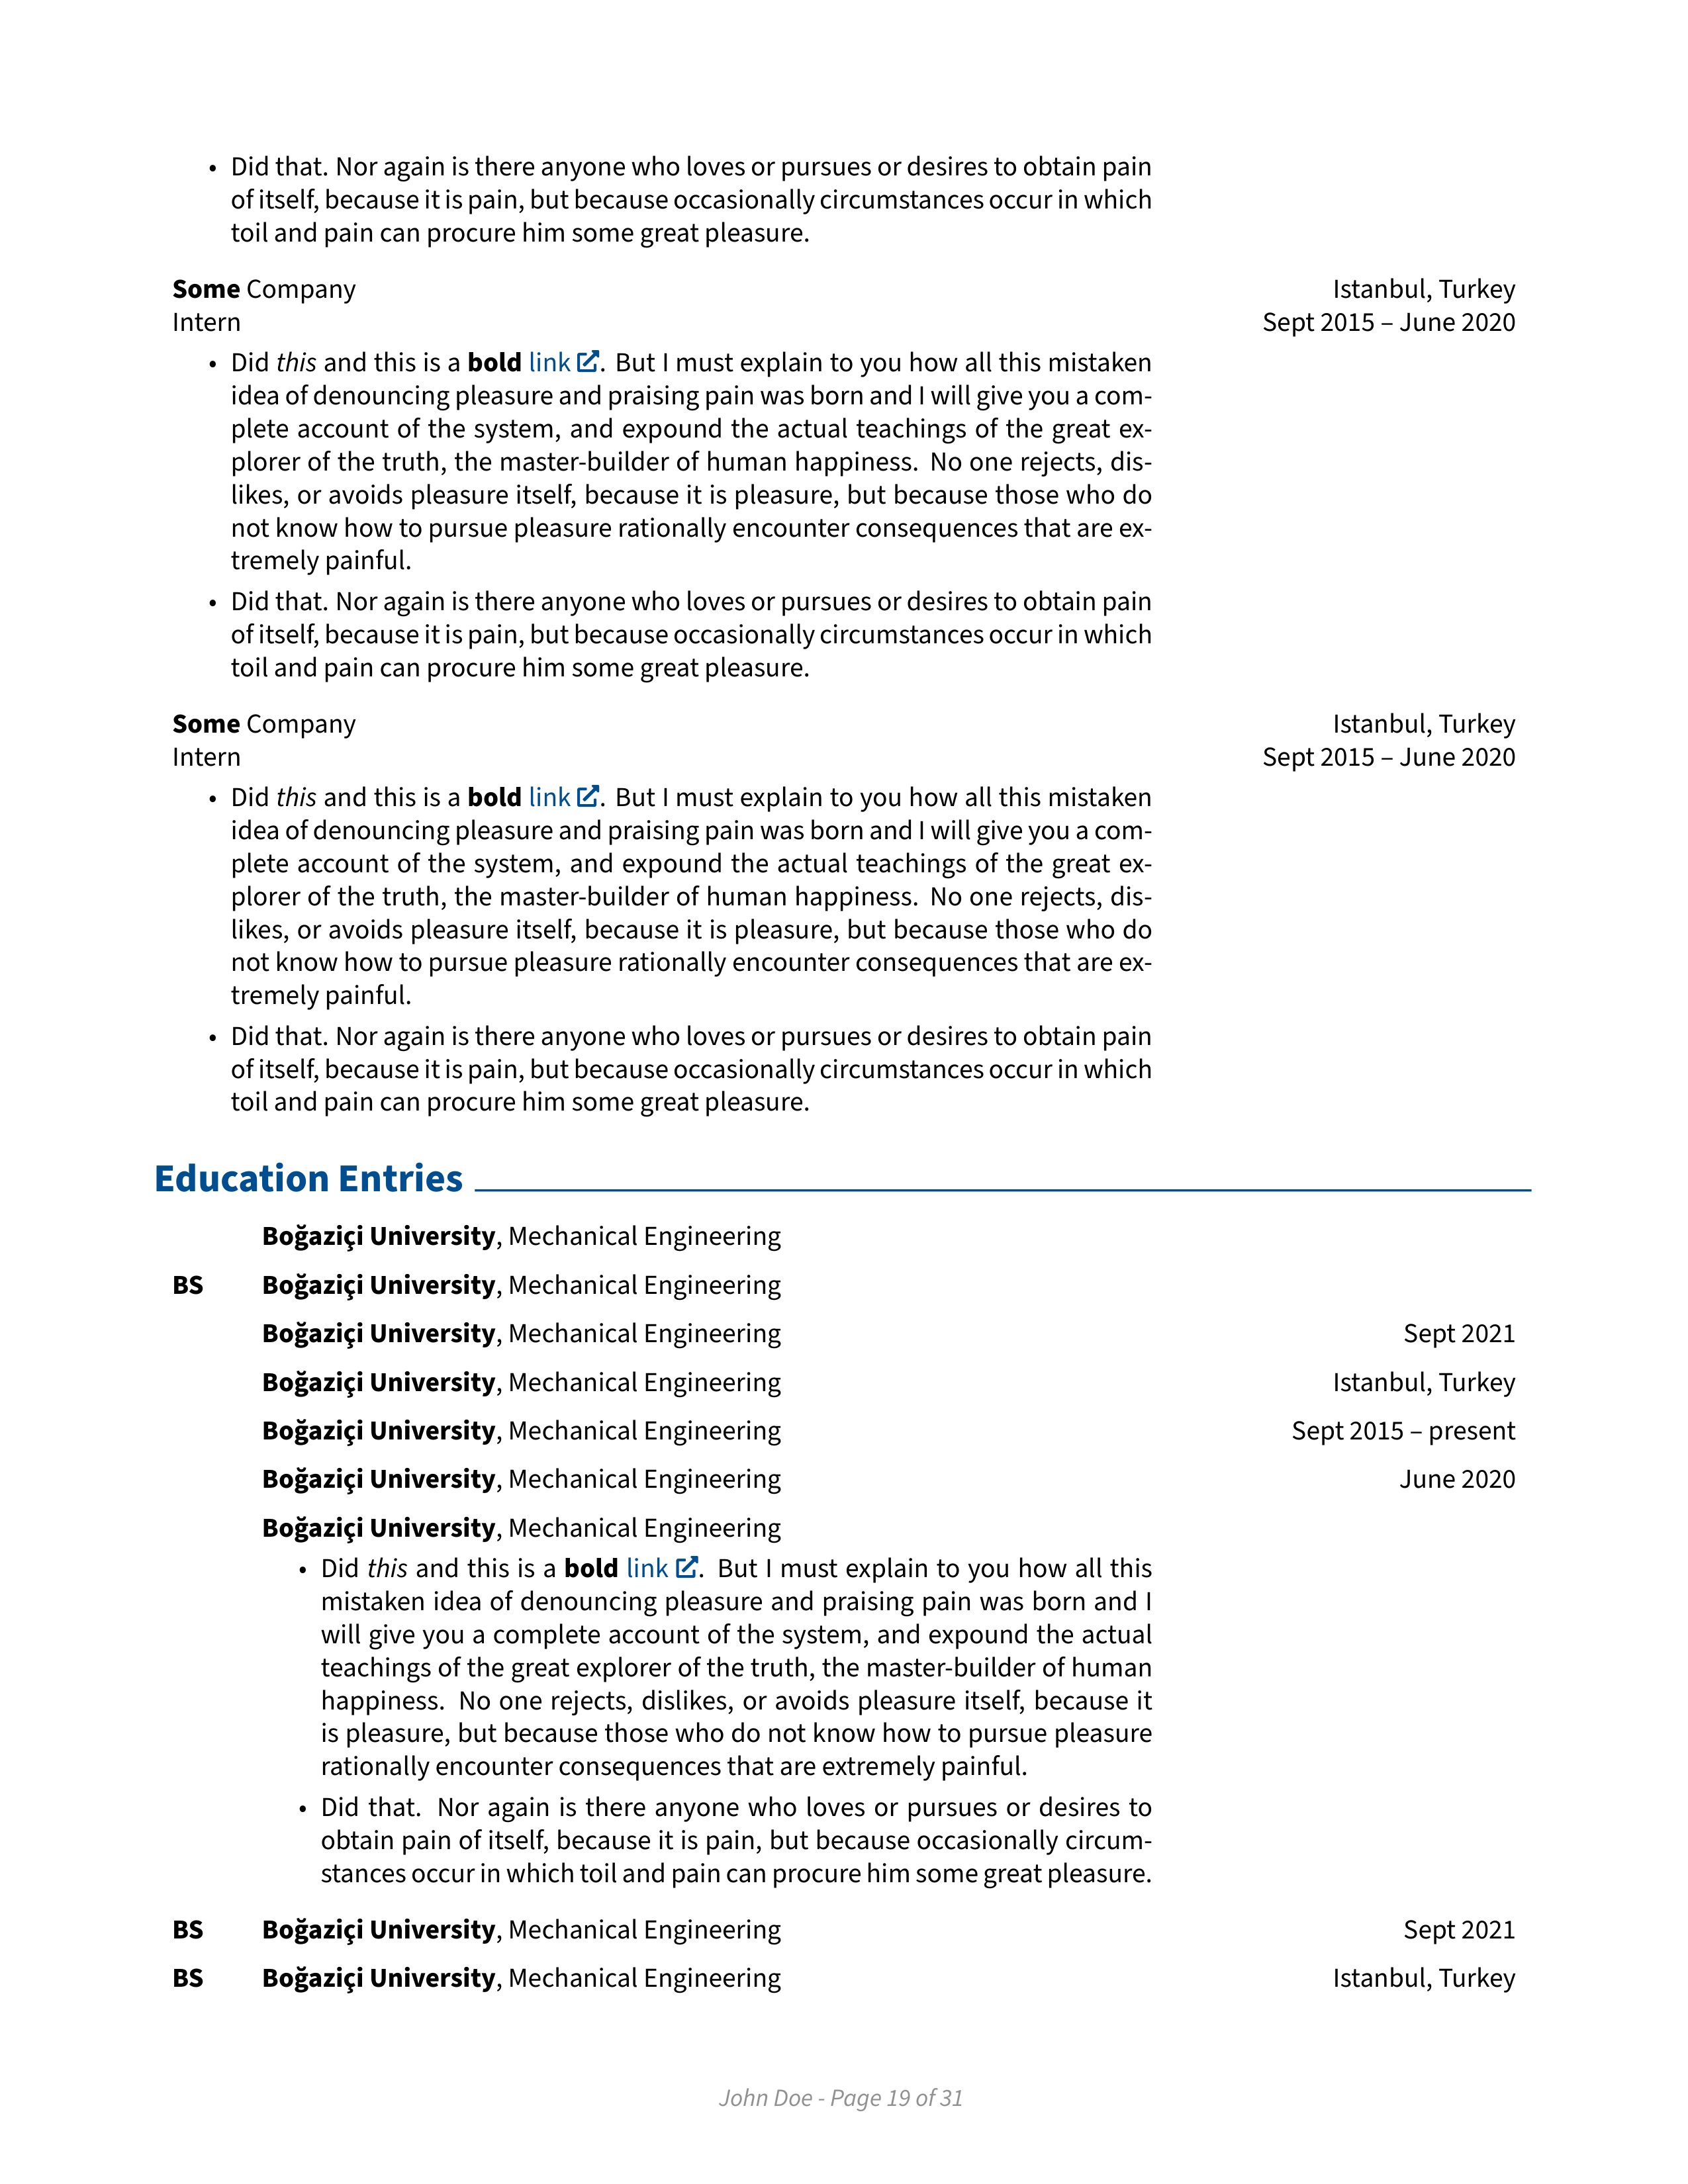 • Did that. Nor again is there anyone who loves or pursues or desires to obtain pain
of itself, because it is pain, but because occasionally circumstances occur in which
toil and pain can procure him some great pleasure.
Some Company Istanbul, Turkey
Intern Sept 2015 – June 2020
• Did this and this is a bold link. But I must explain to you how all this mistaken
idea of denouncing pleasure and praising pain was born and I will give you a com-
plete account of the system, and expound the actual teachings of the great ex-
plorer of the truth, the master-builder of human happiness. No one rejects, dis-
likes, or avoids pleasure itself, because it is pleasure, but because those who do
not know how to pursue pleasure rationally encounter consequences that are ex-
tremely painful.
• Did that. Nor again is there anyone who loves or pursues or desires to obtain pain
of itself, because it is pain, but because occasionally circumstances occur in which
toil and pain can procure him some great pleasure.
Some Company Istanbul, Turkey
Intern Sept 2015 – June 2020
• Did this and this is a bold link. But I must explain to you how all this mistaken
idea of denouncing pleasure and praising pain was born and I will give you a com-
plete account of the system, and expound the actual teachings of the great ex-
plorer of the truth, the master-builder of human happiness. No one rejects, dis-
likes, or avoids pleasure itself, because it is pleasure, but because those who do
not know how to pursue pleasure rationally encounter consequences that are ex-
tremely painful.
• Did that. Nor again is there anyone who loves or pursues or desires to obtain pain
of itself, because it is pain, but because occasionally circumstances occur in which
toil and pain can procure him some great pleasure.
Education Entries
Boğaziçi University, Mechanical Engineering
BS Boğaziçi University, Mechanical Engineering
Boğaziçi University, Mechanical Engineering Sept 2021
Boğaziçi University, Mechanical Engineering Istanbul, Turkey
Boğaziçi University, Mechanical Engineering Sept 2015 – present
Boğaziçi University, Mechanical Engineering June 2020
Boğaziçi University, Mechanical Engineering
• Did this and this is a bold link. But I must explain to you how all this
mistaken idea of denouncing pleasure and praising pain was born and I
will give you a complete account of the system, and expound the actual
teachings of the great explorer of the truth, the master-builder of human
happiness. No one rejects, dislikes, or avoids pleasure itself, because it
is pleasure, but because those who do not know how to pursue pleasure
rationally encounter consequences that are extremely painful.
• Did that. Nor again is there anyone who loves or pursues or desires to
obtain pain of itself, because it is pain, but because occasionally circum-
stances occur in which toil and pain can procure him some great pleasure.
BS Boğaziçi University, Mechanical Engineering Sept 2021
BS Boğaziçi University, Mechanical Engineering Istanbul, Turkey
John Doe - Page 19 of 31